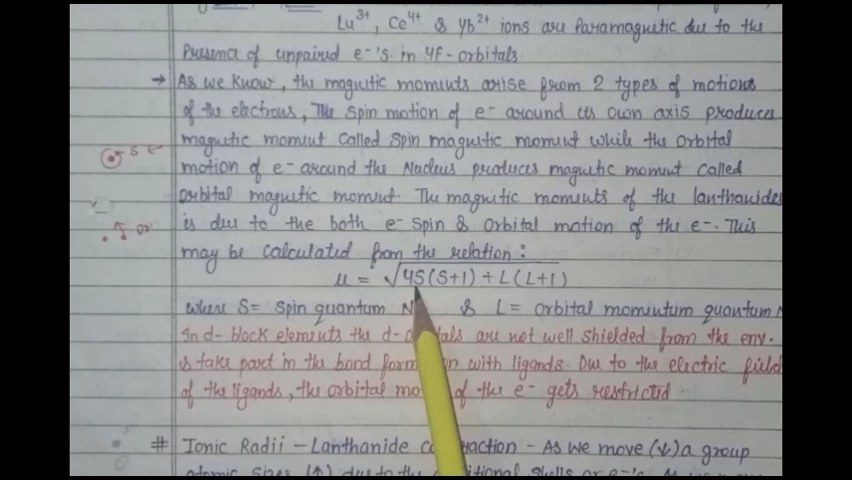 Lu³⁺, Ce⁴⁺ & Yb²⁺ ions are Paramagnetic due to the
Presence of unpaired e⁻'s in 4f-orbitals.
→ As we know, the magnetic moments arise from 2 types of motions
of the electrons, The spin motion of e⁻ around its own axis produces
magnetic moment called spin magnetic moment while the orbital
motion of e⁻ around the Nucleus produces magnetic moment called
orbital magnetic moment. The magnetic moments of the lanthanides
is due to the both e⁻ spin & orbital motion of the e⁻. This
may be calculated from the relation:
μ = √4S(S+1) + L(L+1)
where S = spin quantum & L = orbital momentum quantum
In d-block elements the d- are not well shielded from the env.
is take part in the bond with ligands. Due to the electric field
of the ligands, the orbital of the e⁻ gets restricted.
# Ionic Radii - Lanthanide - As we move (↓) a group
atomic sizes (↑) due to the shells